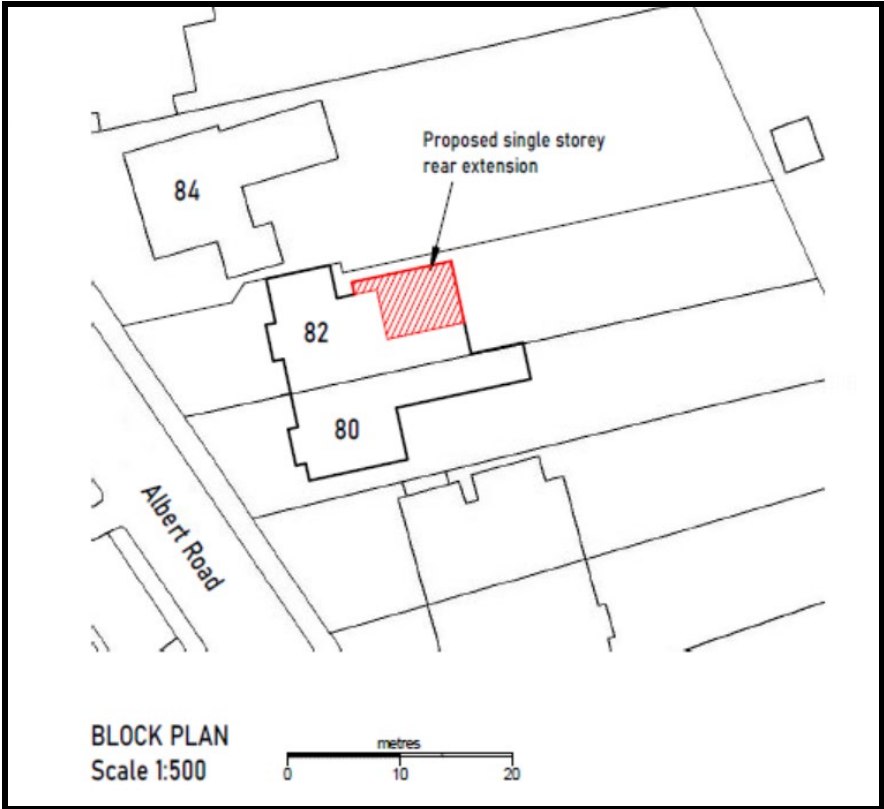 Proposed single storey
rear extension
84
82
80
Albert Road
BLOCK PLAN
Scale 1:500
metres
0 10 20